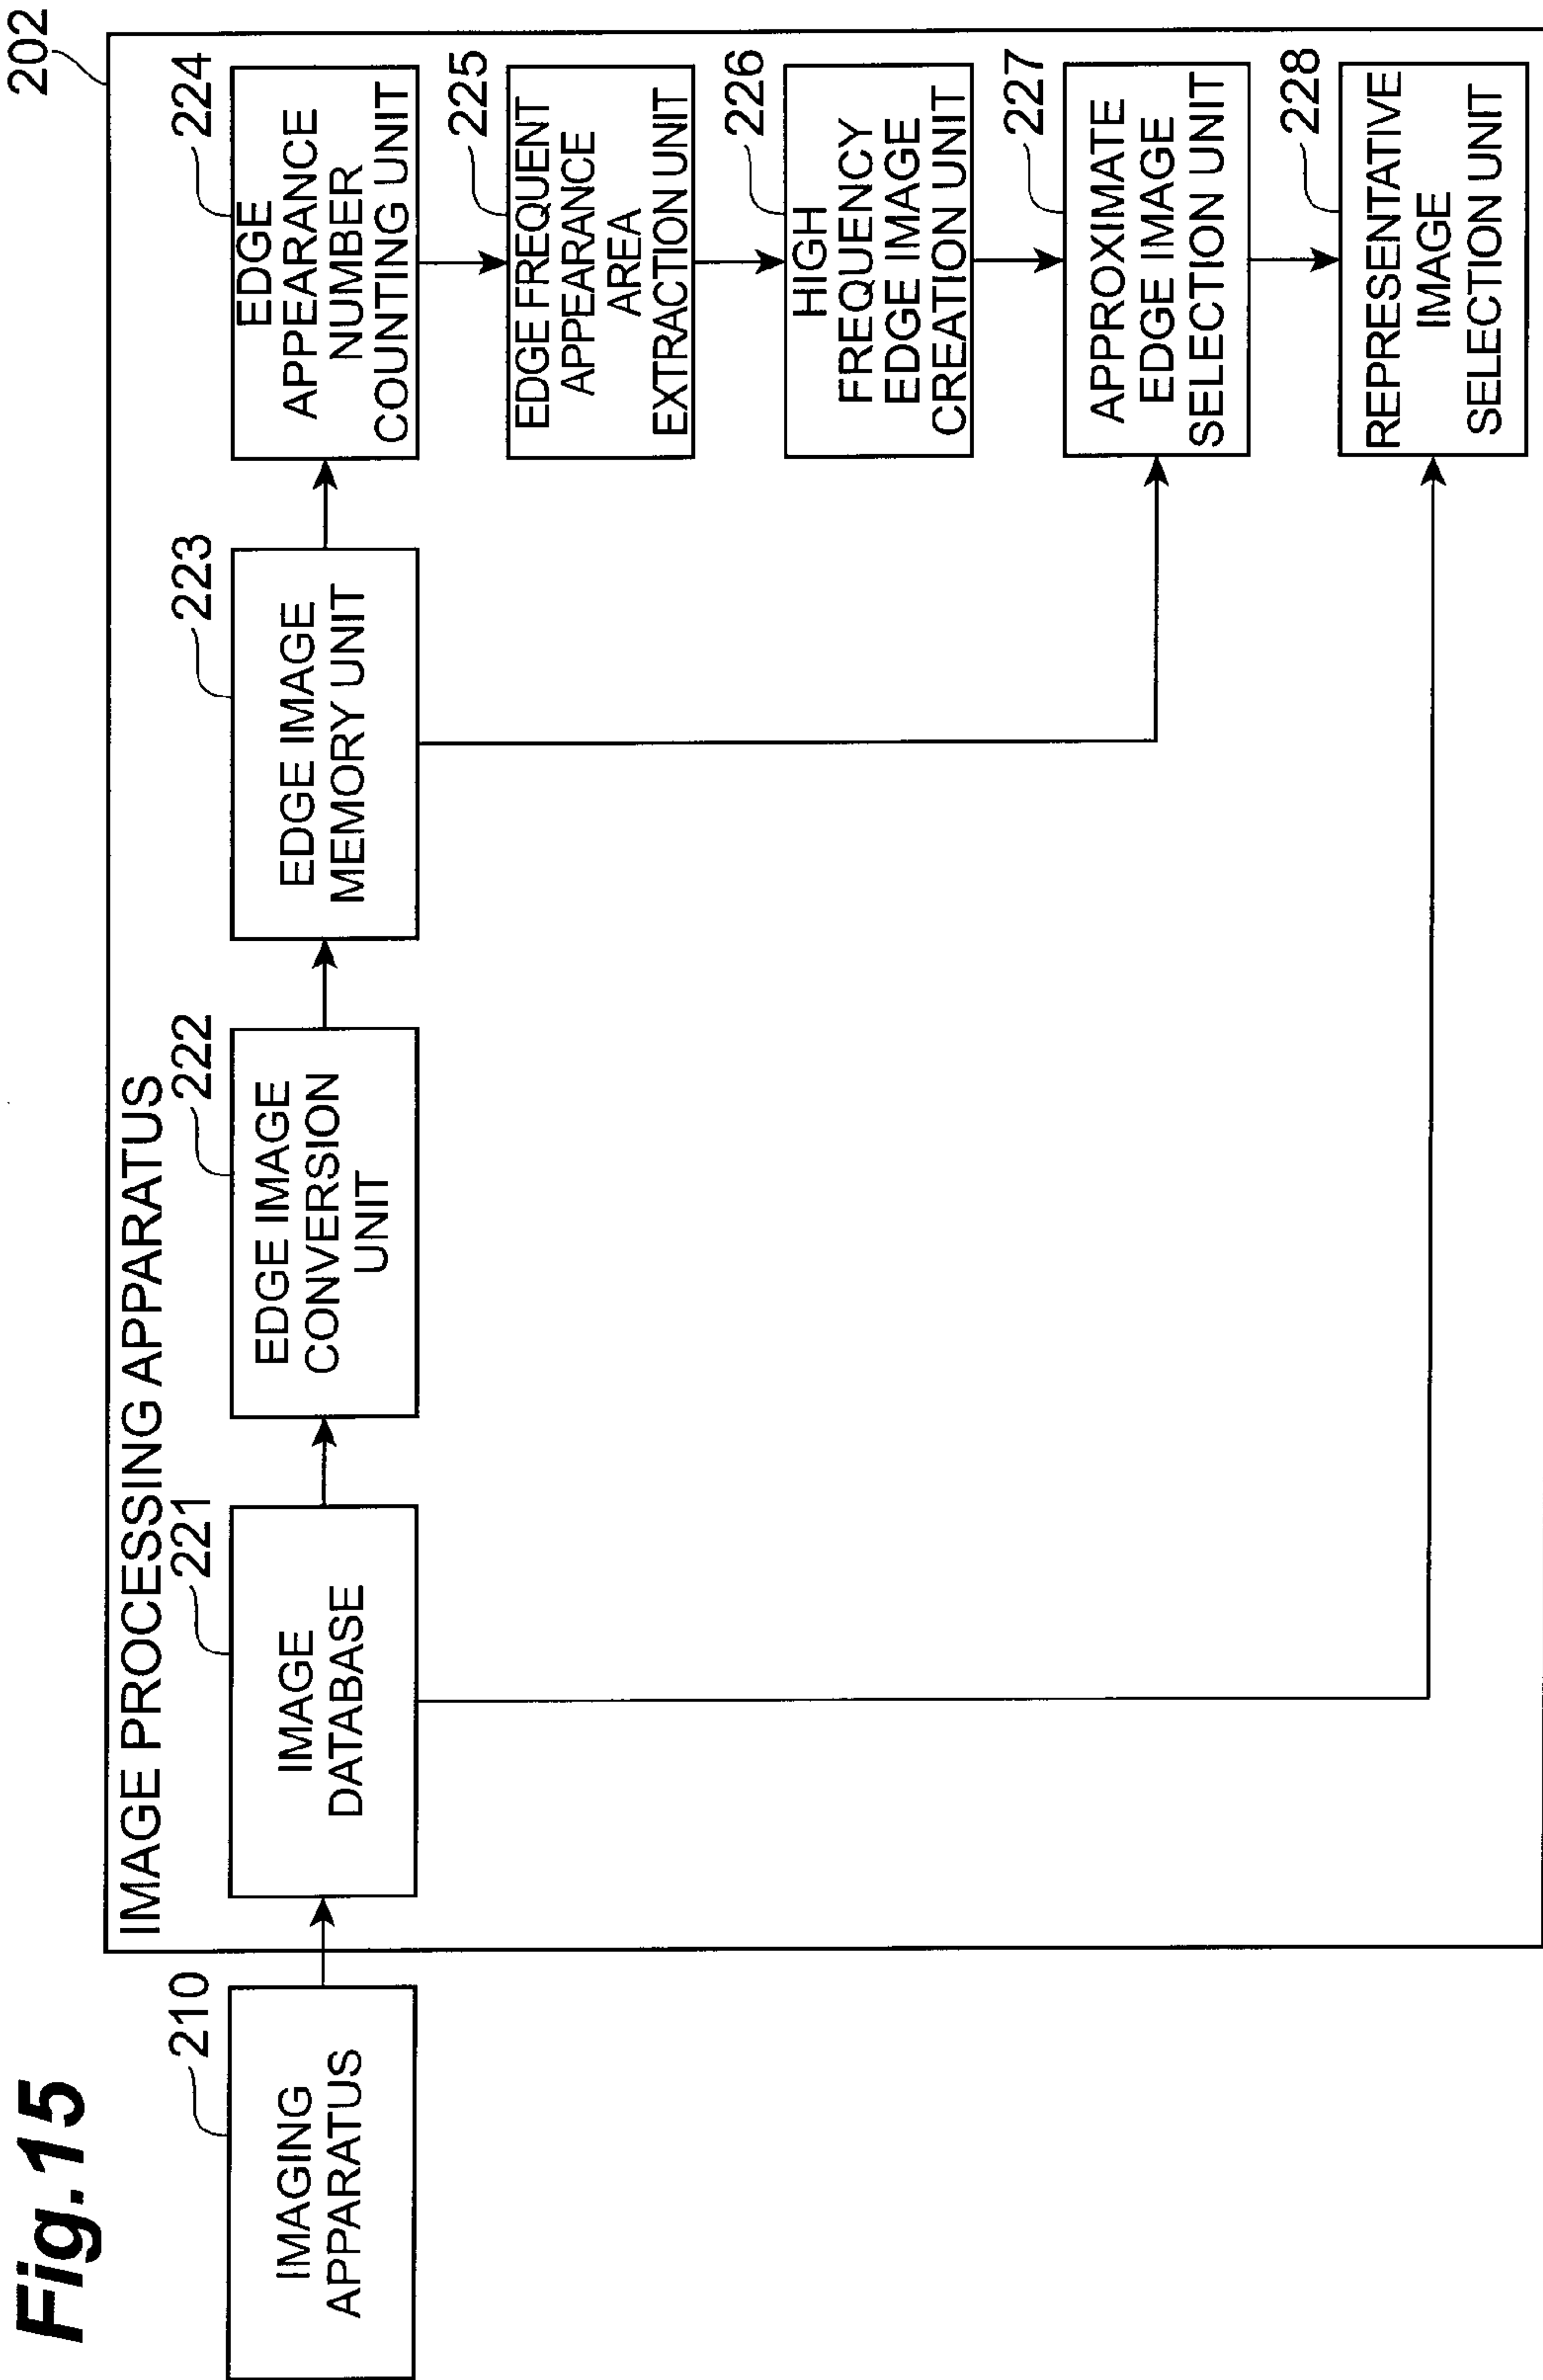 Fig.15
202
IMAGE PROCESSING APPARATUS
210
IMAGING
APPARATUS
221
IMAGE
DATABASE
222
EDGE IMAGE
CONVERSION
UNIT
223
EDGE IMAGE
MEMORY UNIT
224
EDGE
APPEARANCE
NUMBER
COUNTING UNIT
225
EDGE FREQUENT
APPEARANCE
AREA
EXTRACTION UNIT
226
HIGH
FREQUENCY
EDGE IMAGE
CREATION UNIT
227
APPROXIMATE
EDGE IMAGE
SELECTION UNIT
228
REPRESENTATIVE
IMAGE
SELECTION UNIT